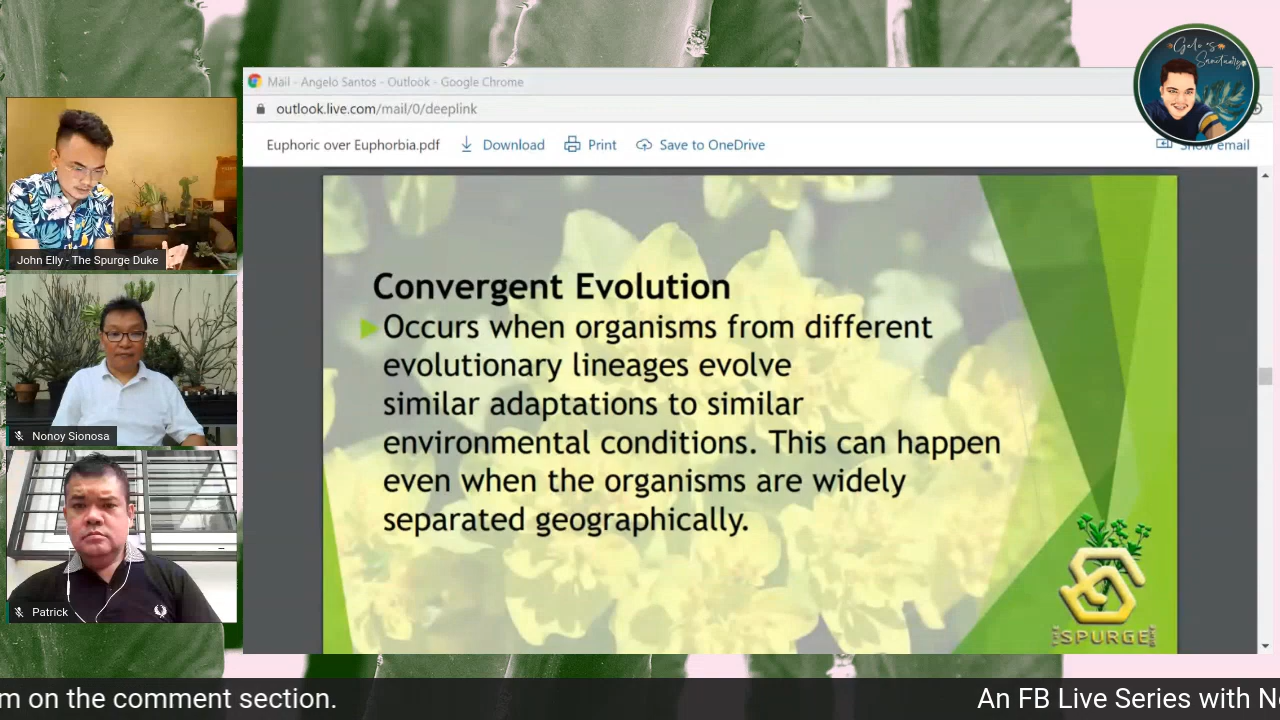 Mail - Angelo Santos - Outlook - Google Chrome
outlook.live.com/mail/0/deeplink
Euphoric over Euphorbia.pdf Download Print Save to OneDrive Show email
Gelo's Sanctuary
John Elly - The Spurge Duke
Nonoy Sionosa
Patrick
Convergent Evolution
Occurs when organisms from different
evolutionary lineages evolve
similar adaptations to similar
environmental conditions. This can happen
even when the organisms are widely
separated geographically.
SPURGE
m on the comment section.
An FB Live Series with N